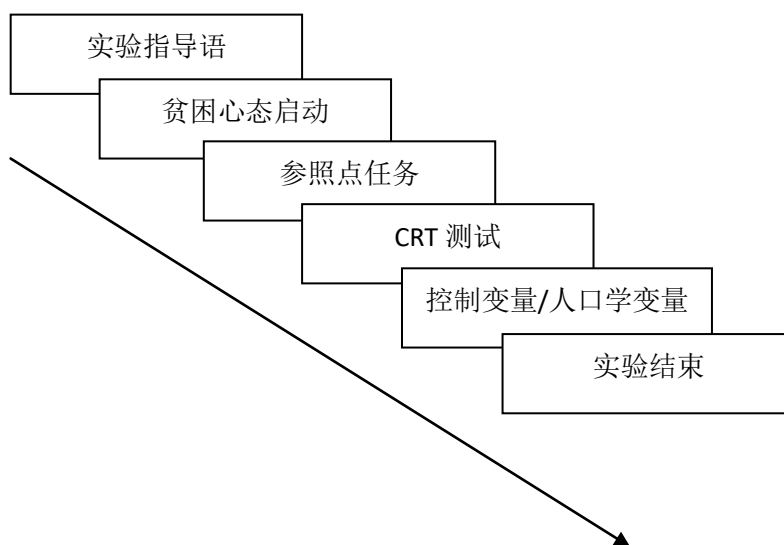 实验指导语
贫困心态启动
参照点任务
CRT 测试
控制变量/人口学变量
实验结束